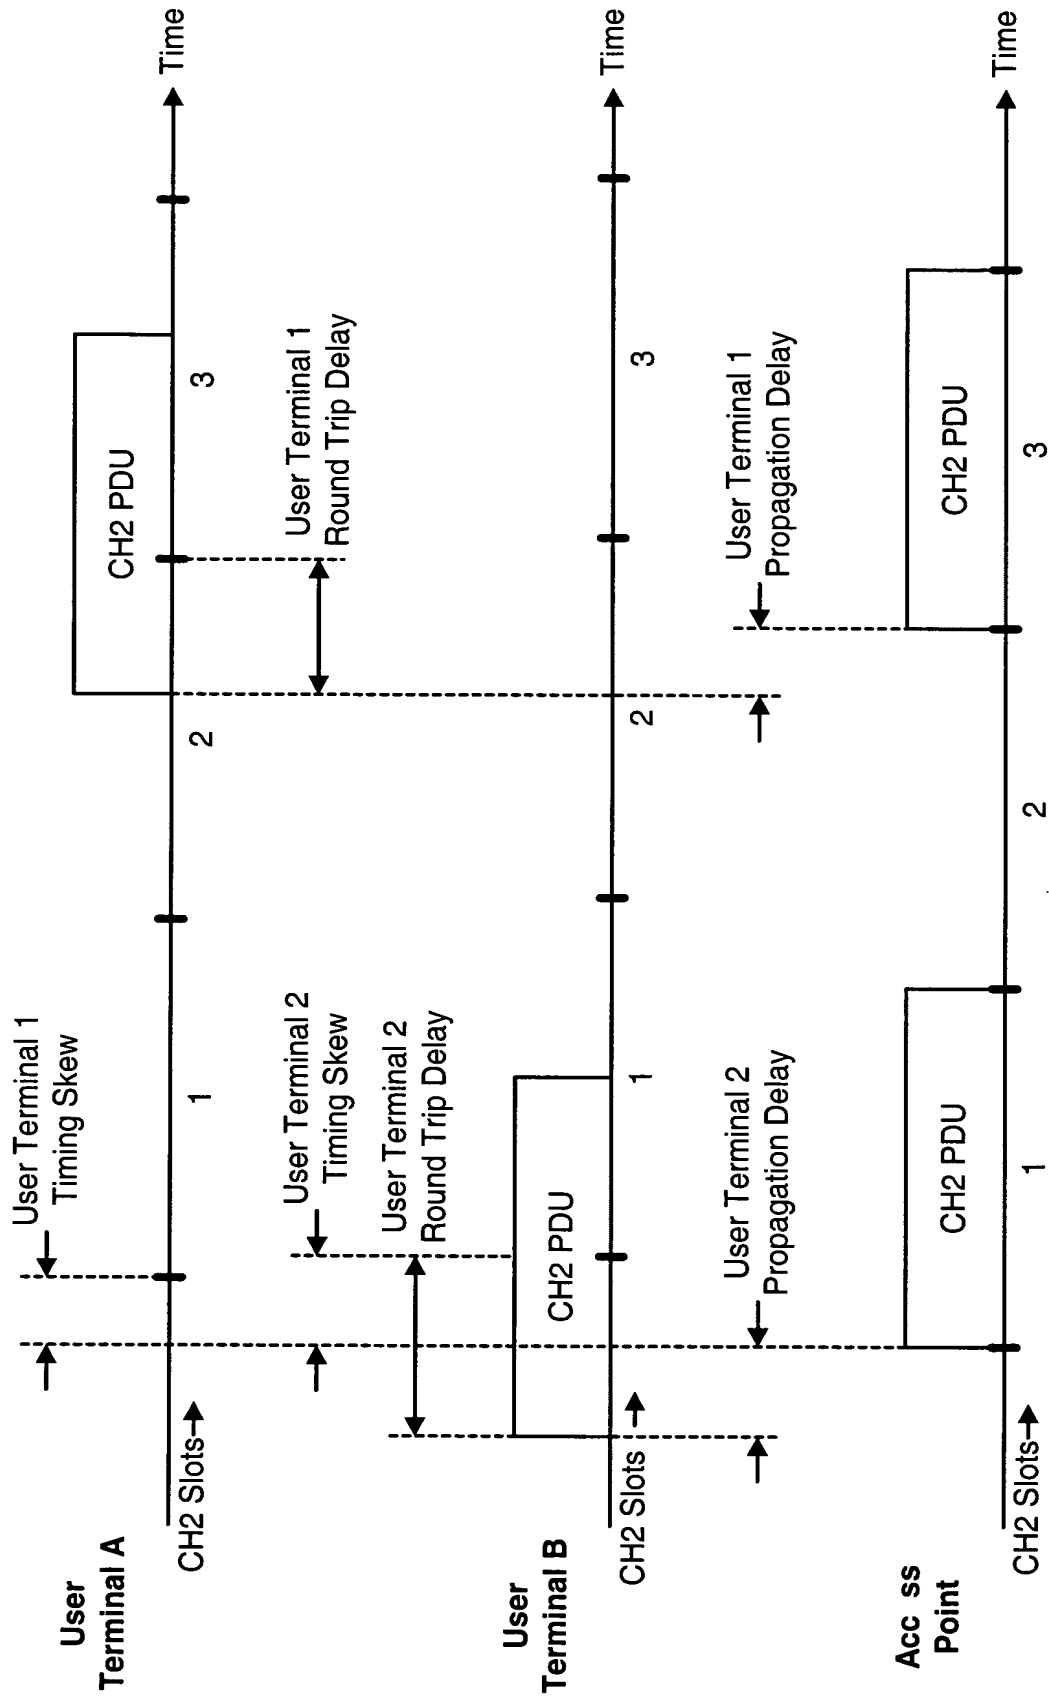 User Terminal 1
Timing Skew
User
Terminal A
CH2 PDU
Time
CH2 Slots
1
2
3
User Terminal 2
Timing Skew
User Terminal 1
Round Trip Delay
User Terminal 2
Round Trip Delay
User
Terminal B
CH2 PDU
Time
CH2 Slots
1
2
3
User Terminal 2
Propagation Delay
User Terminal 1
Propagation Delay
Acc ss
Point
CH2 PDU
CH2 PDU
Time
CH2 Slots
1
2
3